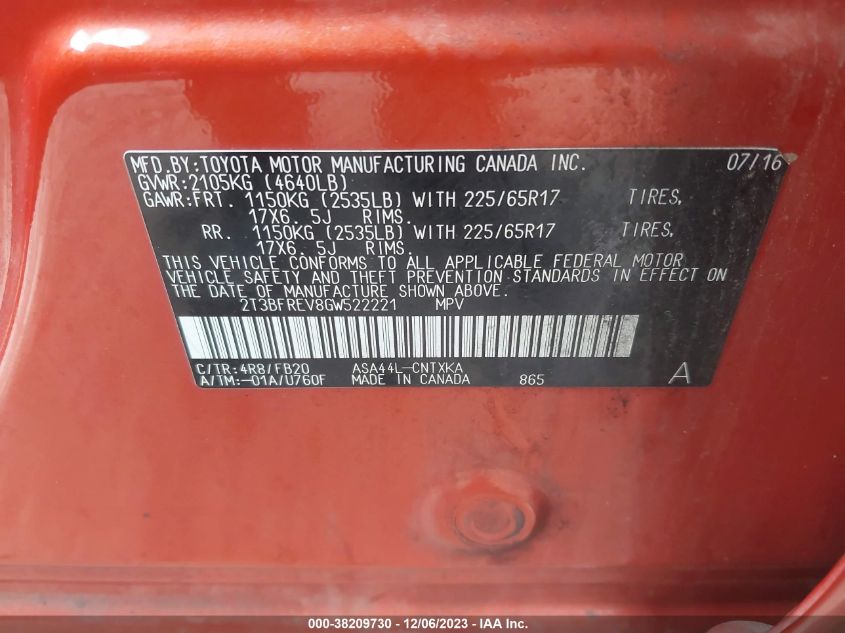 MFD.BY:TOYOTA MOTOR MANUFACTURING CANADA INC. 07/16
GVWR:2105KG (4640LB)
GAWR:FRT. 1150KG (2535LB) WITH 225/65R17 TIRES,
17X6.5J RIMS.
RR. 1150KG (2535LB) WITH 225/65R17 TIRES,
17X6.5J RIMS.
THIS VEHICLE CONFORMS TO ALL APPLICABLE FEDERAL MOTOR
VEHICLE SAFETY AND THEFT PREVENTION STANDARDS IN EFFECT ON
THE DATE OF MANUFACTURE SHOWN ABOVE.
2T3BFREV8GW522221 MPV
C/TR:4R8/FB20 ASA44L-CNTXKA
A/TM:-01A/U760F MADE IN CANADA 865 A
000-38209730 - 12/06/2023 - IAA Inc.